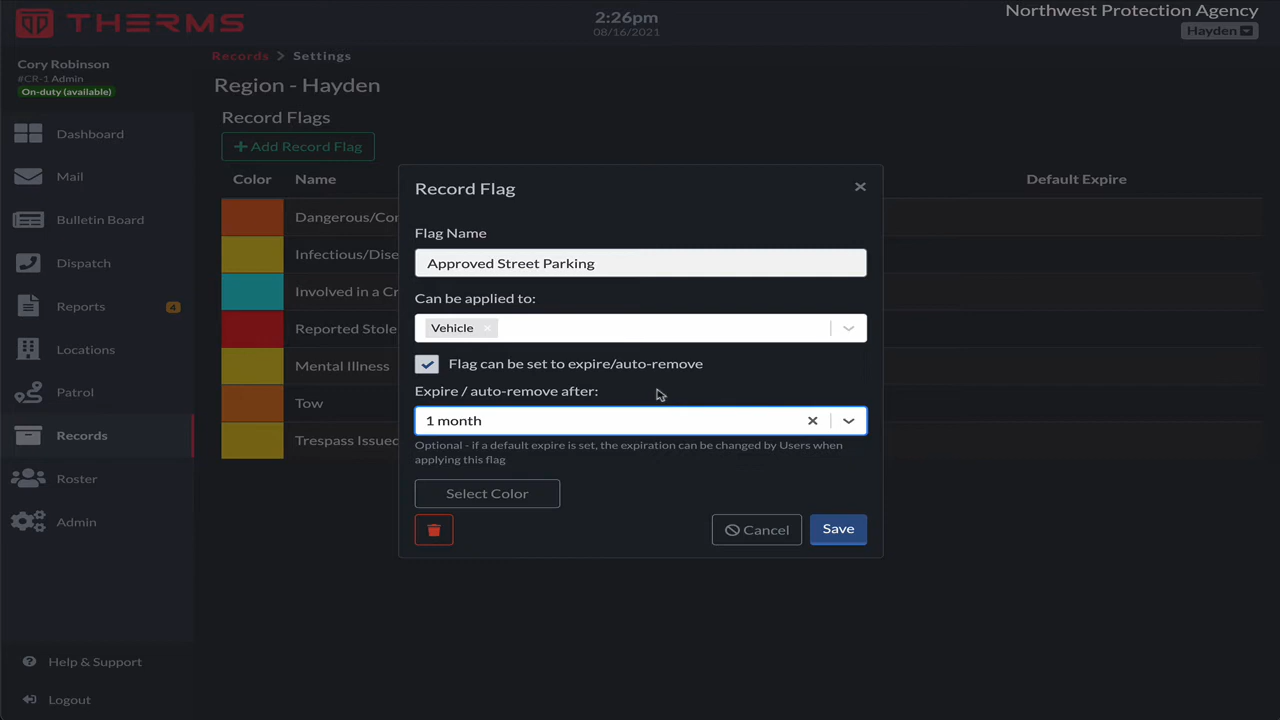 THERMS
2:26pm
08/16/2021
Northwest Protection Agency
Hayden
Cory Robinson
#CR-1 Admin
On-duty (available)
Dashboard
Mail
Bulletin Board
Dispatch
Reports 4
Locations
Patrol
Records
Roster
Admin
Help & Support
Logout
Records > Settings
Region - Hayden
Record Flags
+ Add Record Flag
Color Name Default Expire
Dangerous/Con
Infectious/Dise
Involved in a Cr
Reported Stole
Mental Illness
Tow
Trespass Issued
Record Flag
Flag Name
Approved Street Parking
Can be applied to:
Vehicle
Flag can be set to expire/auto-remove
Expire / auto-remove after:
1 month
Optional - if a default expire is set, the expiration can be changed by Users when
applying this flag
Select Color
Cancel Save